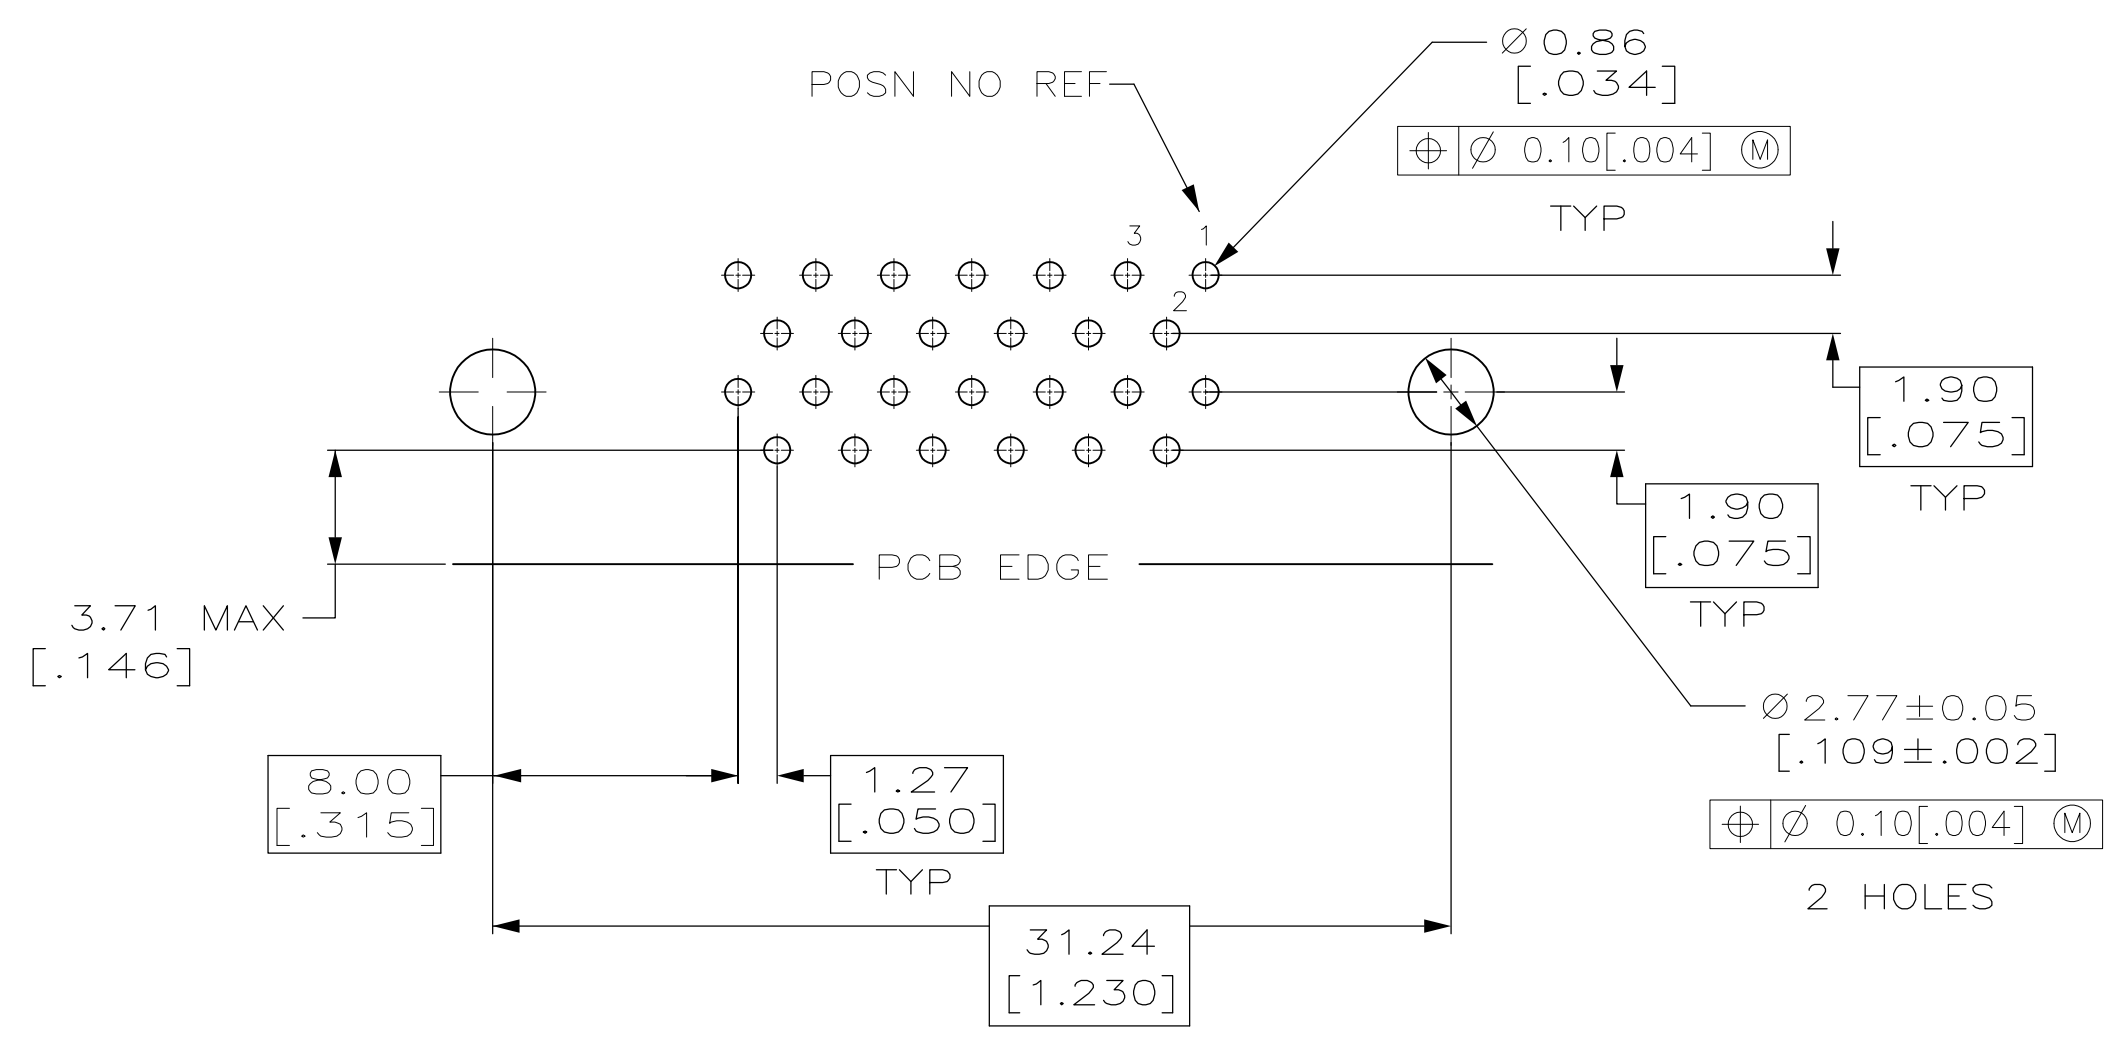 Ø 0.86
[.034]
POSN NO REF
⌖ Ø 0.10[.004] Ⓜ
TYP
3 1
2
1.90
[.075]
TYP
1.90
[.075]
TYP
PCB EDGE
3.71 MAX
[.146]
Ø 2.77±0.05
[.109±.002]
⌖ Ø 0.10[.004] Ⓜ
2 HOLES
8.00
[.315]
1.27
[.050]
TYP
31.24
[1.230]